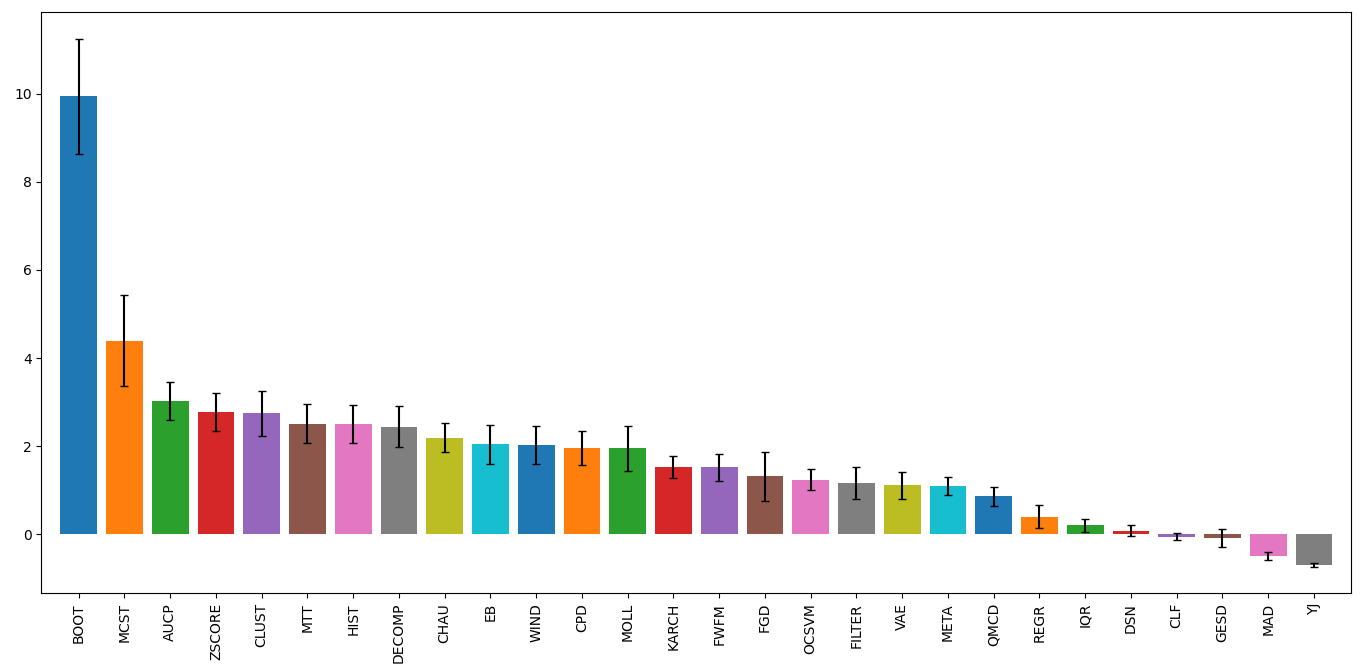 10
8
6
4
2
0
BOOT
MCST
AUCP
ZSCORE
CLUST
MTT
HIST
DECOMP
CHAU
EB
WIND
CPD
MOLL
KARCH
FWFM
FGD
OCSVM
FILTER
VAE
META
QMCD
REGR
IQR
DSN
CLF
GESD
MAD
YJ